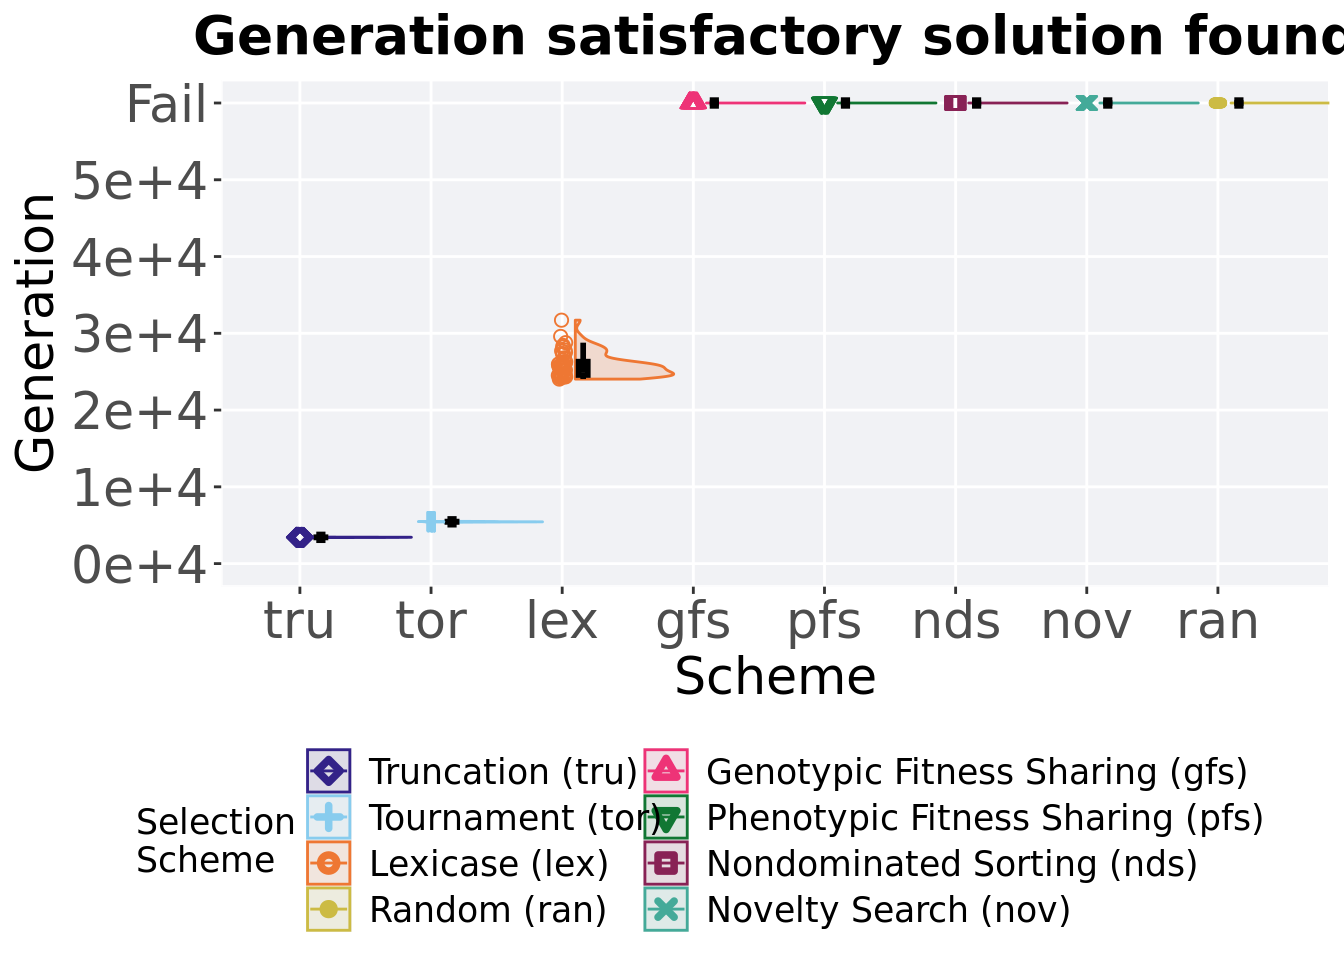 Generation satisfactory solution found
Generation
Fail
5e+4
4e+4
3e+4
2e+4
1e+4
0e+4
tru tor lex gfs pfs nds nov ran
Scheme
Selection
Scheme
Truncation (tru)
Tournament (tor)
Lexicase (lex)
Random (ran)
Genotypic Fitness Sharing (gfs)
Phenotypic Fitness Sharing (pfs)
Nondominated Sorting (nds)
Novelty Search (nov)